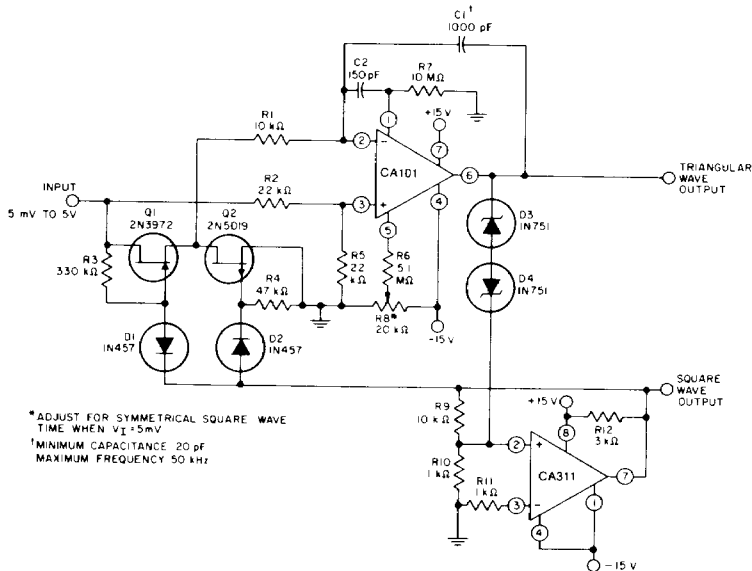 C1†
1000 pF
C2
150 pF
R7
10 MΩ
R1
10 kΩ
+15 V
1
2
7
CA101
6
TRIANGULAR
WAVE
OUTPUT
INPUT
5 mV TO 5V
R2
22 kΩ
3
4
5
Q1
2N3972
Q2
2N5019
R3
330 kΩ
R4
47 kΩ
R5
22
kΩ
R6
5.1
MΩ
R8*
20 kΩ
-15 V
D3
1N751
D4
1N751
D1
1N457
D2
1N457
SQUARE
WAVE
OUTPUT
+15 V
R9
10 kΩ
R12
3 kΩ
8
2
CA311
7
R10
1 kΩ
R11
1 kΩ
3
1
4
-15 V
*ADJUST FOR SYMMETRICAL SQUARE WAVE
TIME WHEN VI = 5mV
†MINIMUM CAPACITANCE 20 pF
MAXIMUM FREQUENCY 50 kHz